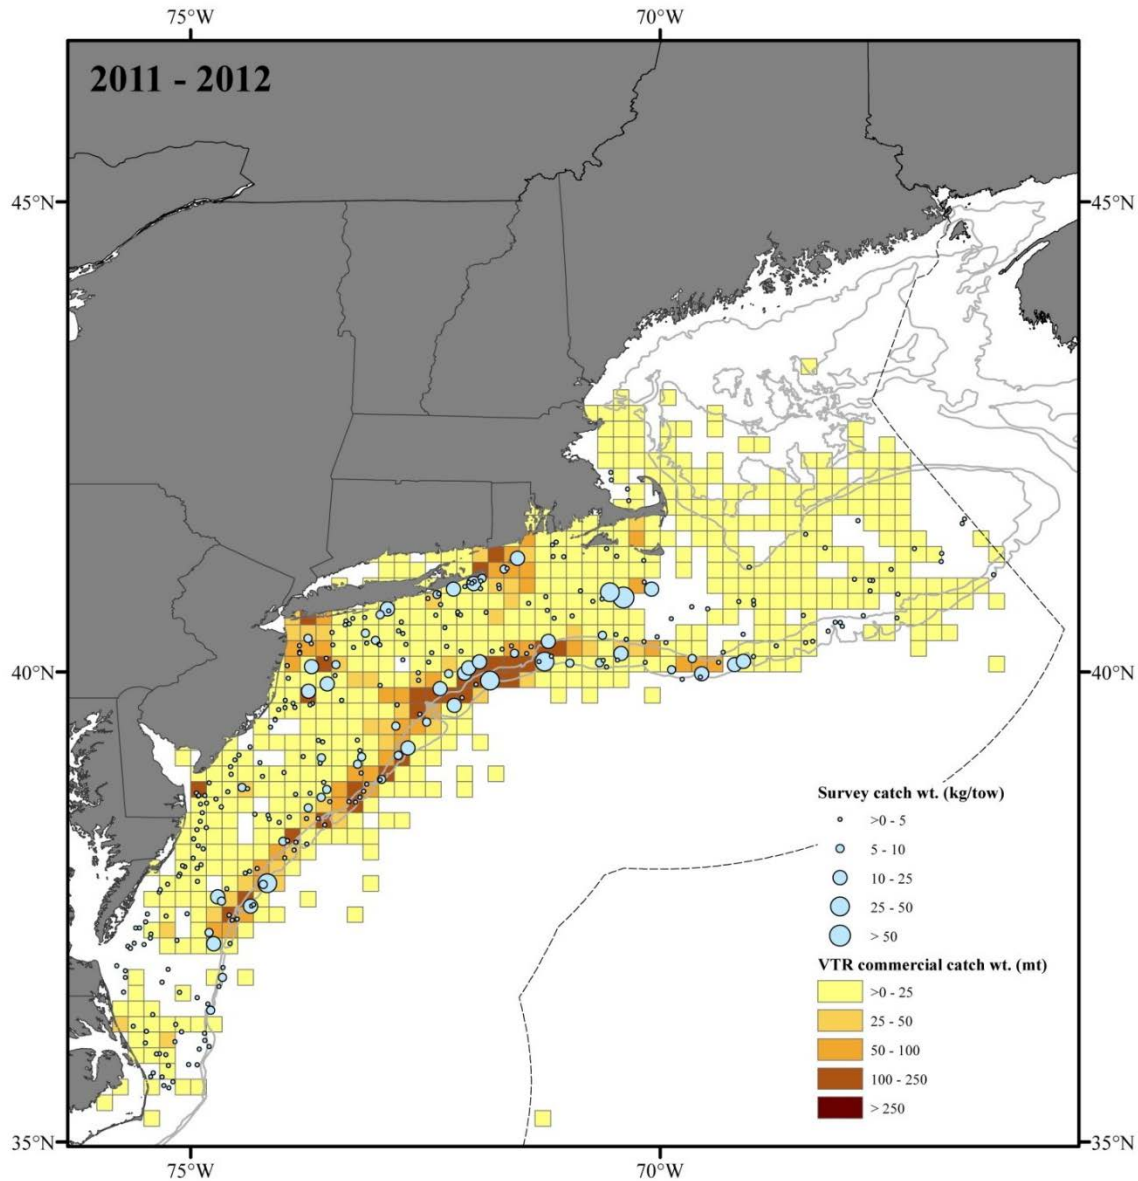 75°W 70°W
2011 - 2012
45°N 45°N
40°N 40°N
Survey catch wt. (kg/tow)
>0 - 5
5 - 10
10 - 25
25 - 50
> 50
VTR commercial catch wt. (mt)
>0 - 25
25 - 50
50 - 100
100 - 250
> 250
35°N 35°N
75°W 70°W